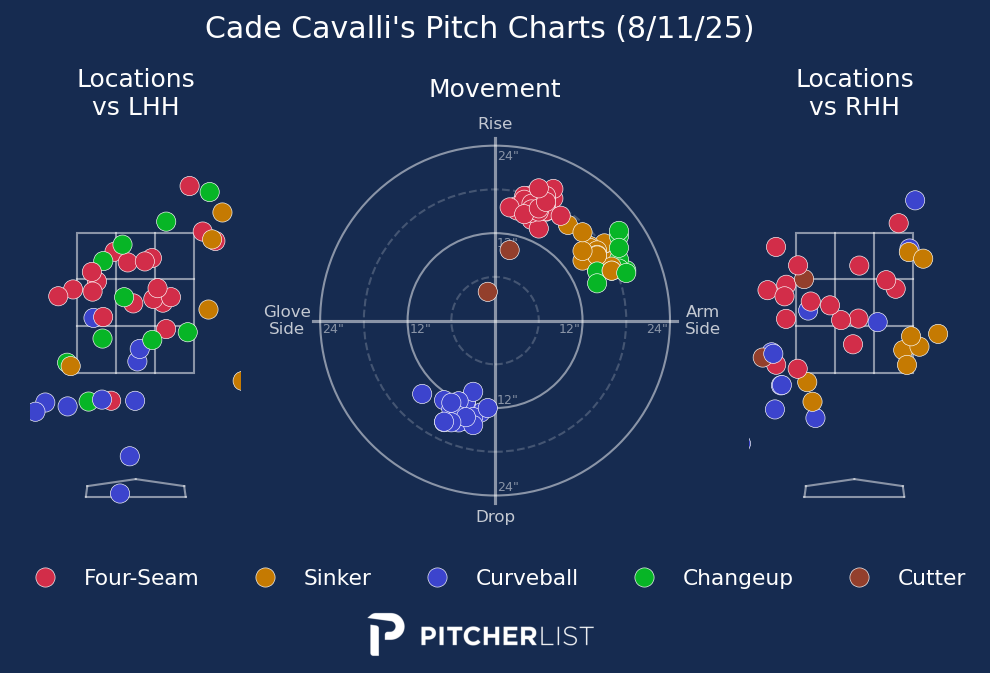 Cade Cavalli's Pitch Charts (8/11/25)
Locations
vs LHH
Movement
Locations
vs RHH
Rise
24"
12"
Glove
Side
24"
12"
12"
24"
Arm
Side
12"
24"
Drop
Four-Seam
Sinker
Curveball
Changeup
Cutter
PITCHERLIST